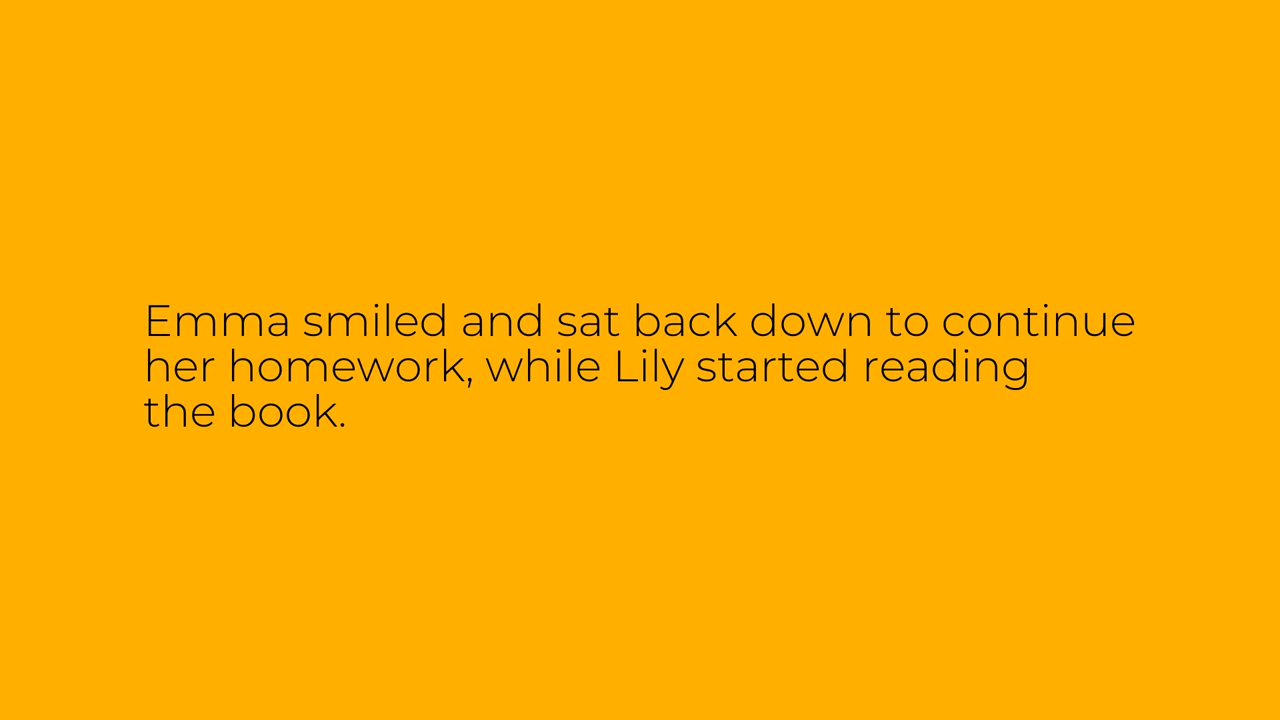 Emma smiled and sat back down to continue
her homework, while Lily started reading
the book.